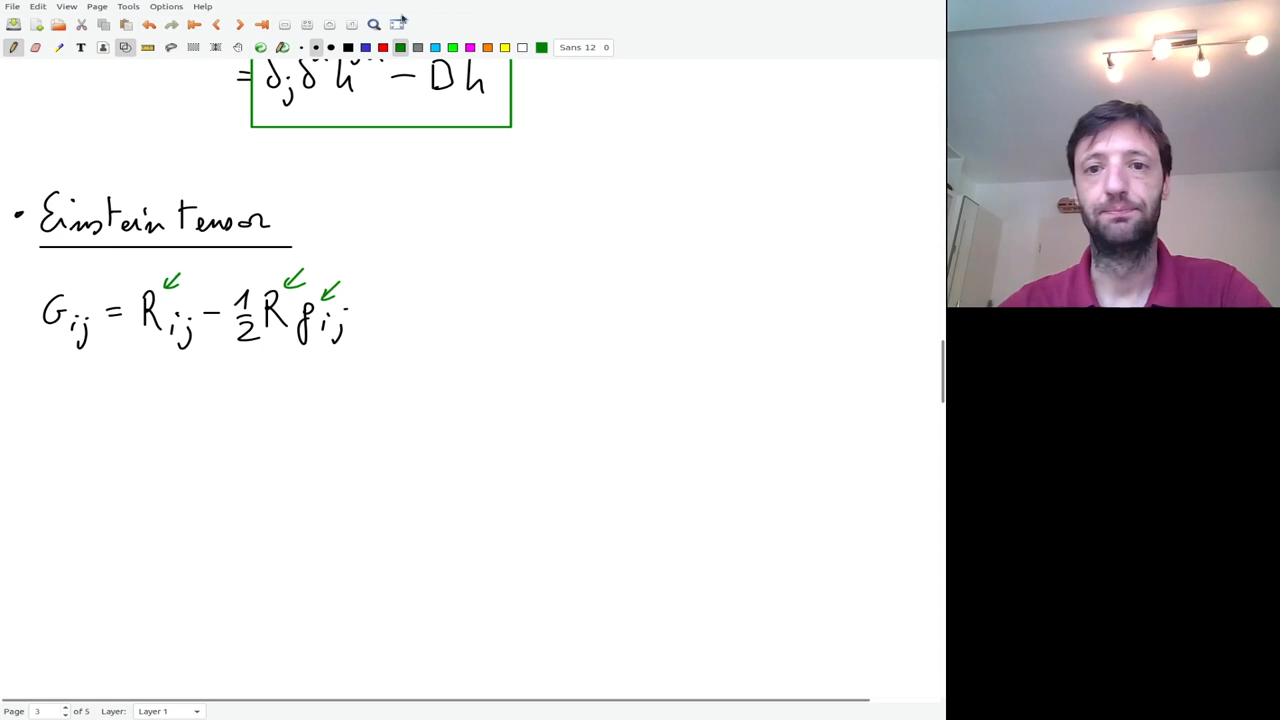 File Edit View Page Tools Options Help
Sans 12 0
= ∂ⱼ∂ h − □h
• Einstein tensor
G_ij = R_ij − 1/2 R g_ij
Page 3 of 5 Layer: Layer 1